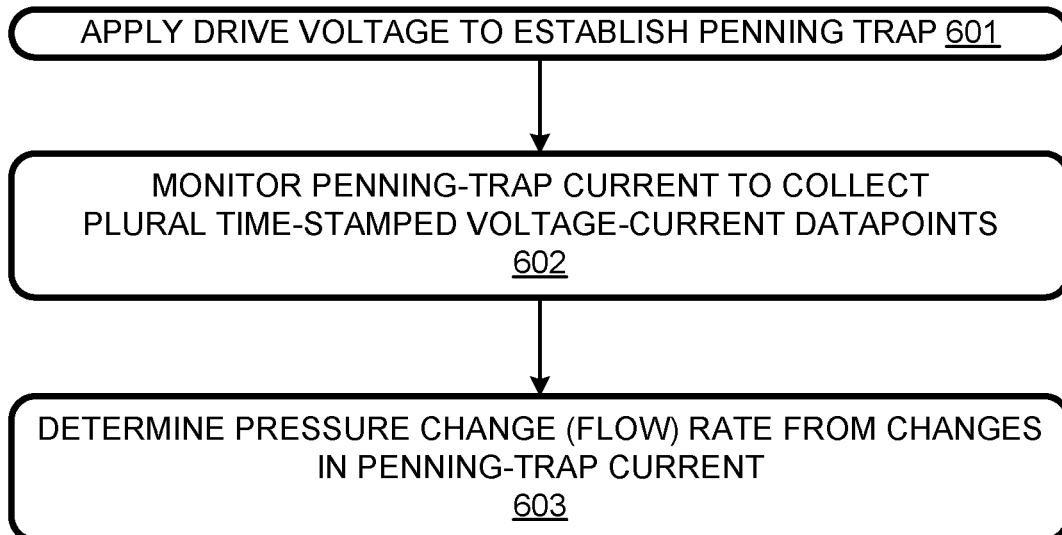 APPLY DRIVE VOLTAGE TO ESTABLISH PENNING TRAP 601
MONITOR PENNING-TRAP CURRENT TO COLLECT
PLURAL TIME-STAMPED VOLTAGE-CURRENT DATAPOINTS
602
DETERMINE PRESSURE CHANGE (FLOW) RATE FROM CHANGES
IN PENNING-TRAP CURRENT
603